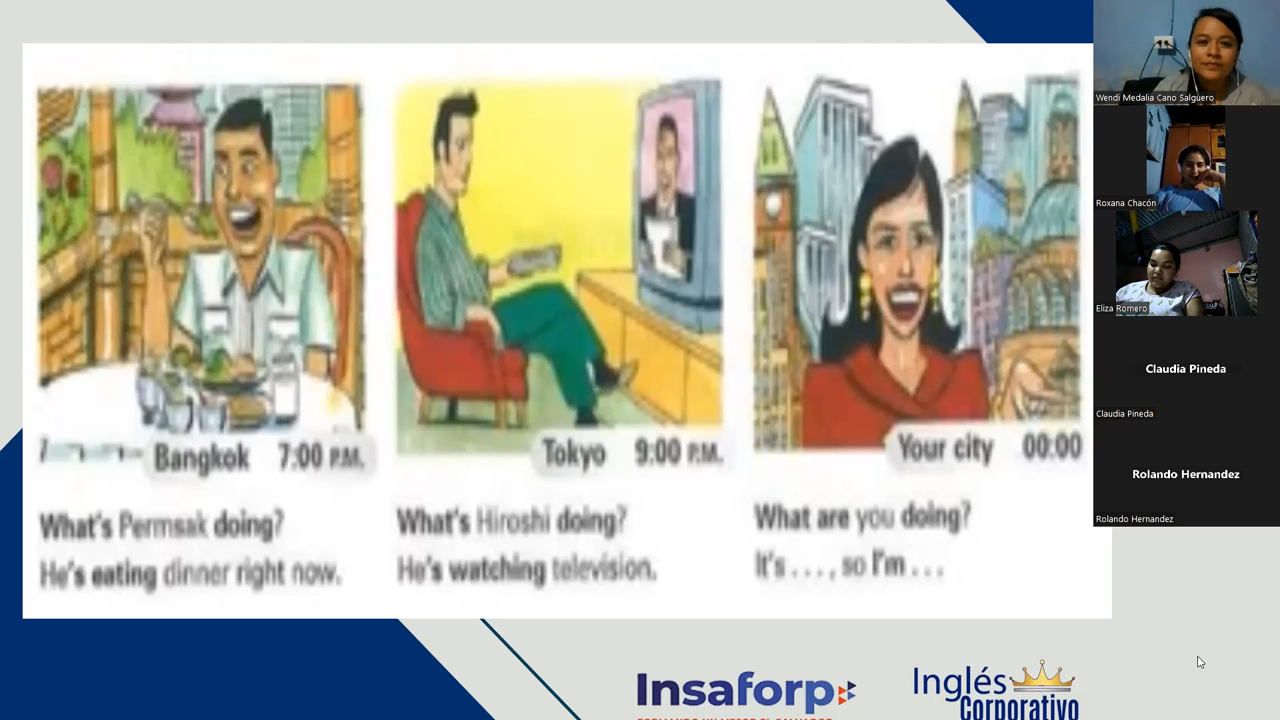 Bangkok 7:00 P.M.
What's Permsak doing?
He's eating dinner right now.
Tokyo 9:00 P.M.
What's Hiroshi doing?
He's watching television.
Your city 00:00
What are you doing?
It's . . . , so I'm . . .
Wendi Medalia Cano Salguero
Roxana Chacón
Eliza Romero
Claudia Pineda
Claudia Pineda
Rolando Hernandez
Rolando Hernandez
Insaforp
Inglés
Corporativo